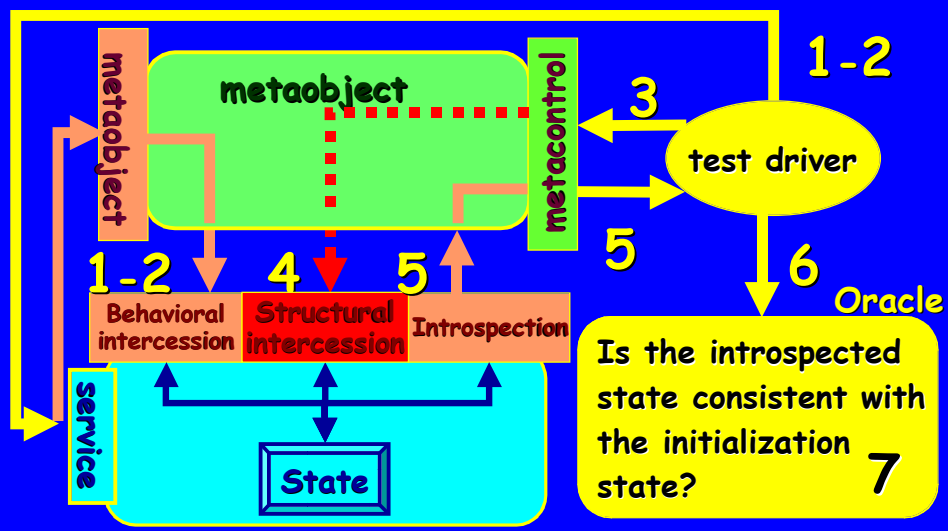 metaobject
metaobject
metacontrol
1-2
3
test driver
5
6
1-2
4
5
Behavioral
intercession
Structural
intercession
Introspection
Oracle
Is the introspected
state consistent with
the initialization
state?
7
service
State